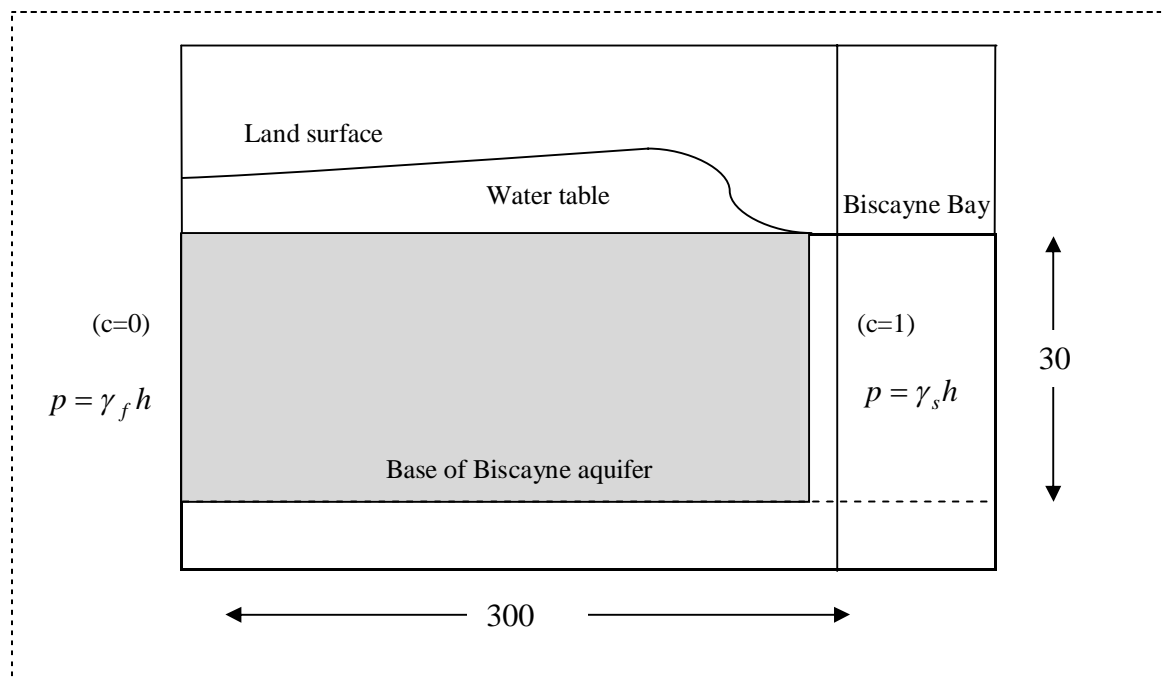 Land surface
Water table
Biscayne Bay
(c=0)
(c=1)
30
p = γ_f h
p = γ_s h
Base of Biscayne aquifer
300